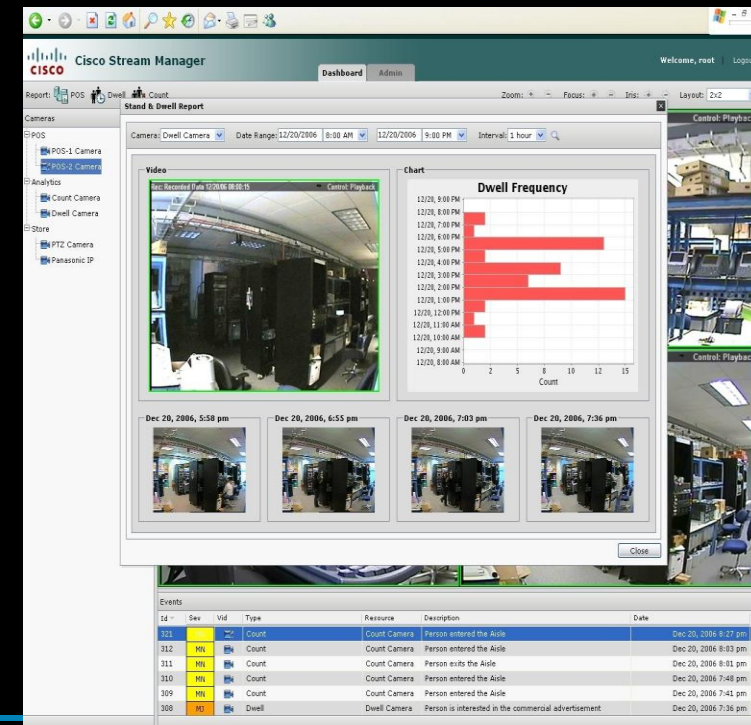 CISCO
Cisco Stream Manager
Dashboard
Admin
Welcome, root
Report:
POS
Dwell
Count
Zoom: + -
Focus: + -
Iris: + -
Layout: 2x2
Cameras
POS
POS-1 Camera
POS-2 Camera
Analytics
Count Camera
Dwell Camera
Store
PTZ Camera
Panasonic IP
Stand & Dwell Report
Camera: Dwell Camera
Date Range: 12/20/2006 8:00 AM
12/20/2006 9:00 PM
Interval: 1 hour
Video
Rec: Recorded Data 12/20/06 08:00:15
Control: Playback
Chart
Dwell Frequency
12/20, 9:00 PM
12/20, 8:00 PM
12/20, 7:00 PM
12/20, 6:00 PM
12/20, 5:00 PM
12/20, 4:00 PM
12/20, 3:00 PM
12/20, 2:00 PM
12/20, 1:00 PM
12/20, 12:00 PM
12/20, 11:00 AM
12/20, 10:00 AM
12/20, 9:00 AM
12/20, 8:00 AM
0 2 5 8 10 12 15
Count
Dec 20, 2006, 5:58 pm
Dec 20, 2006, 6:55 pm
Dec 20, 2006, 7:03 pm
Dec 20, 2006, 7:36 pm
Close
Events
Id Sev Vid Type Resource Description Date
321 Count Count Camera Person entered the Aisle Dec 20, 2006 8:27 pm
312 MN Count Count Camera Person entered the Aisle Dec 20, 2006 8:03 pm
311 MN Count Count Camera Person exits the Aisle Dec 20, 2006 8:01 pm
310 MN Count Count Camera Person entered the Aisle Dec 20, 2006 7:48 pm
309 MN Count Count Camera Person entered the Aisle Dec 20, 2006 7:41 pm
308 MJ Dwell Dwell Camera Person is interested in the commercial advertisement Dec 20, 2006 7:36 pm